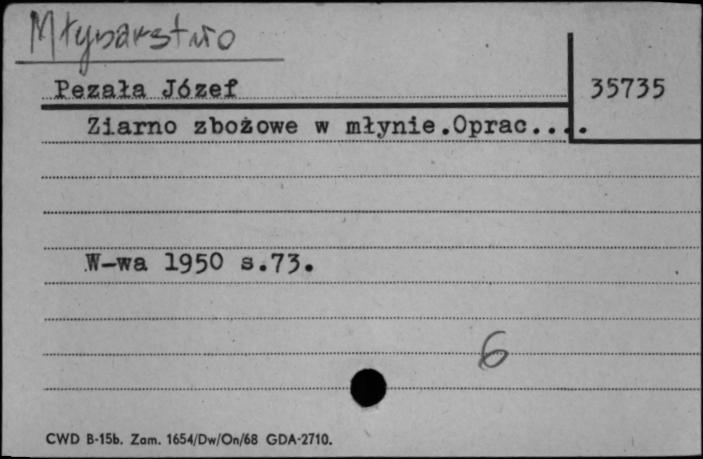 Młynarstwo
Pezała Józef
35735
Ziarno zbożowe w młynie.Oprac....
W-wa 1950 s.73.
6
CWD B-15b. Zam. 1654/Dw/On/68 GDA-2710.